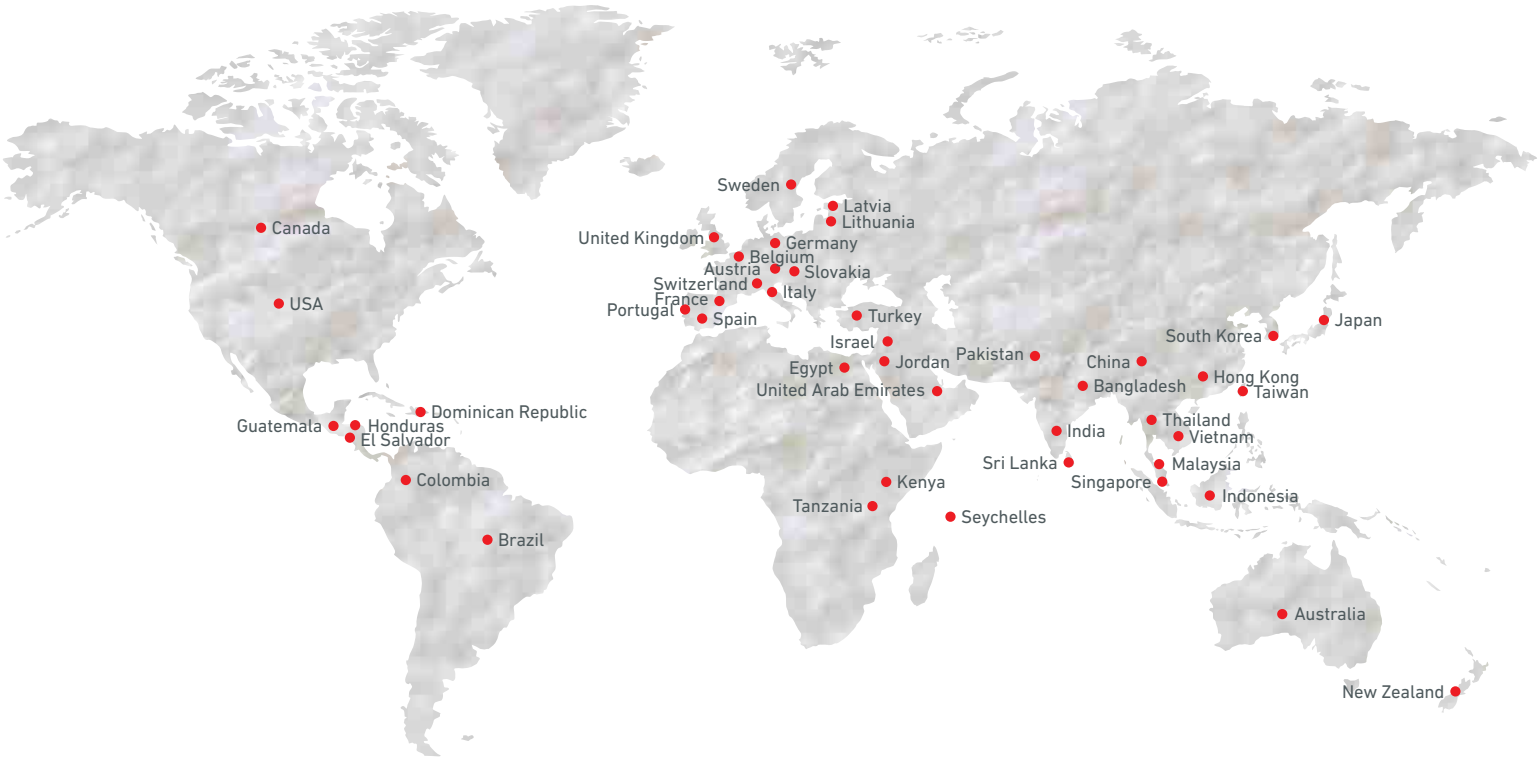 Sweden
Latvia
Lithuania
Canada
United Kingdom
Germany
Belgium
Austria
Slovakia
Switzerland
Italy
France
USA
Portugal
Spain
Turkey
Japan
South Korea
Israel
Pakistan
China
Jordan
Egypt
Hong Kong
Bangladesh
United Arab Emirates
Taiwan
Dominican Republic
Guatemala
Honduras
El Salvador
Thailand
India
Vietnam
Sri Lanka
Malaysia
Colombia
Kenya
Singapore
Indonesia
Tanzania
Seychelles
Brazil
Australia
New Zealand